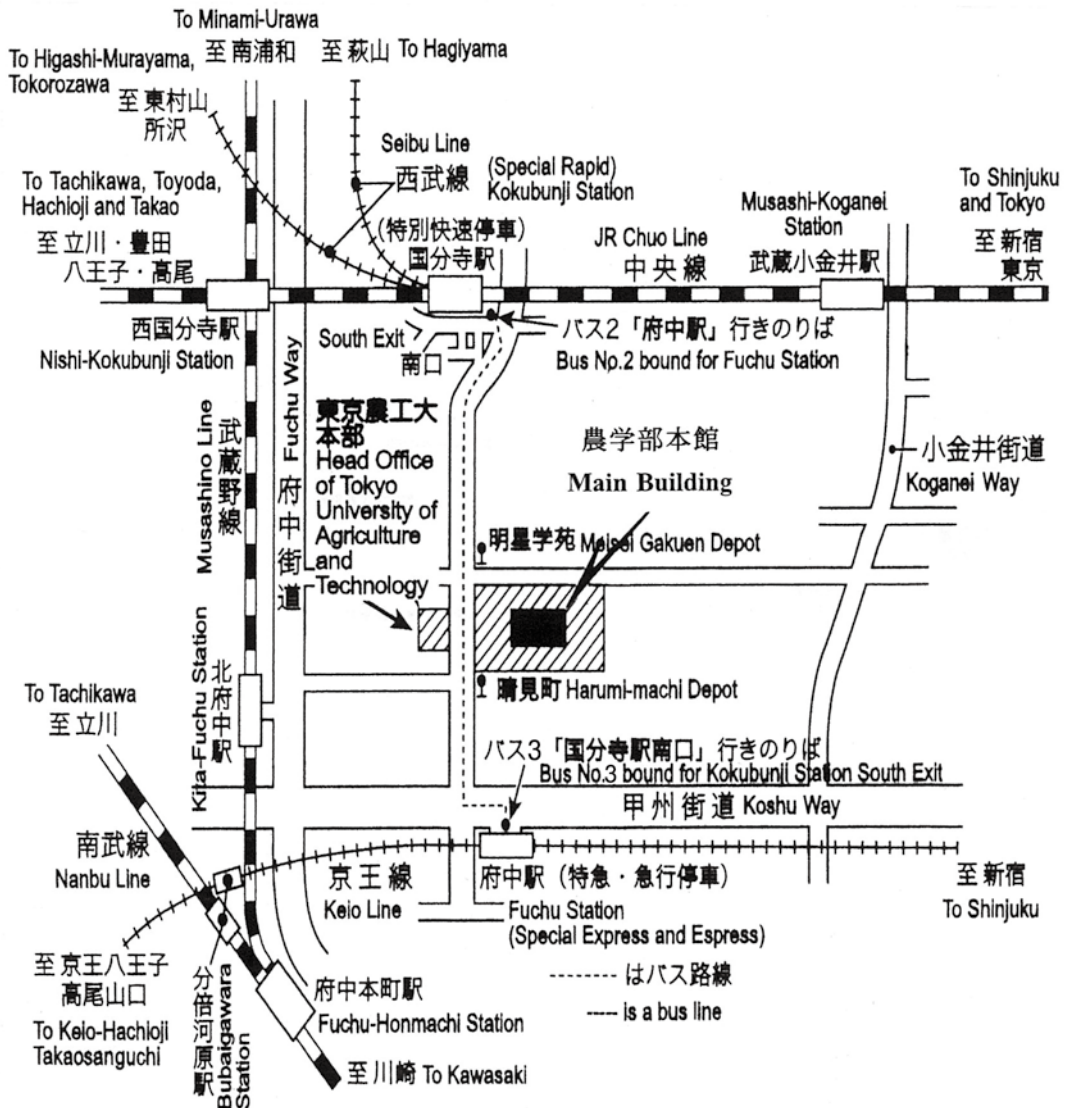 To Minami-Urawa
至 南浦和
至 萩山 To Hagiyama
To Higashi-Murayama,
Tokorozawa
至 東村山
所沢
Seibu Line
西武線
(Special Rapid)
Kokubunji Station
(特別快速停車)
国分寺駅
To Tachikawa, Toyoda,
Hachioji and Takao
至 立川・豊田
八王子・高尾
JR Chuo Line
中央線
Musashi-Koganei
Station
武蔵小金井駅
To Shinjuku
and Tokyo
至 新宿
東京
西国分寺駅
Nishi-Kokubunji Station
South Exit
南口
バス2「府中駅」行きのりば
Bus No.2 bound for Fuchu Station
Fuchu Way
府中街道
Musashino Line
武蔵野線
東京農工大
本部
Head Office
of Tokyo
University of
Agriculture
and
Technology
農学部本館
Main Building
小金井街道
Koganei Way
明星学苑 Meisei Gakuen Depot
晴見町 Harumi-machi Depot
Kita-Fuchu Station
北府中駅
To Tachikawa
至 立川
バス3「国分寺駅南口」行きのりば
Bus No.3 bound for Kokubunji Station South Exit
甲州街道 Koshu Way
南武線
Nanbu Line
京王線
Keio Line
府中駅 (特急・急行停車)
Fuchu Station
(Special Express and Espress)
至 新宿
To Shinjuku
至 京王八王子
高尾山口
To Keio-Hachioji
Takaosanguchi
分倍河原駅
Bubaigawara
Station
府中本町駅
Fuchu-Honmachi Station
至 川崎 To Kawasaki
------ はバス路線
---- is a bus line